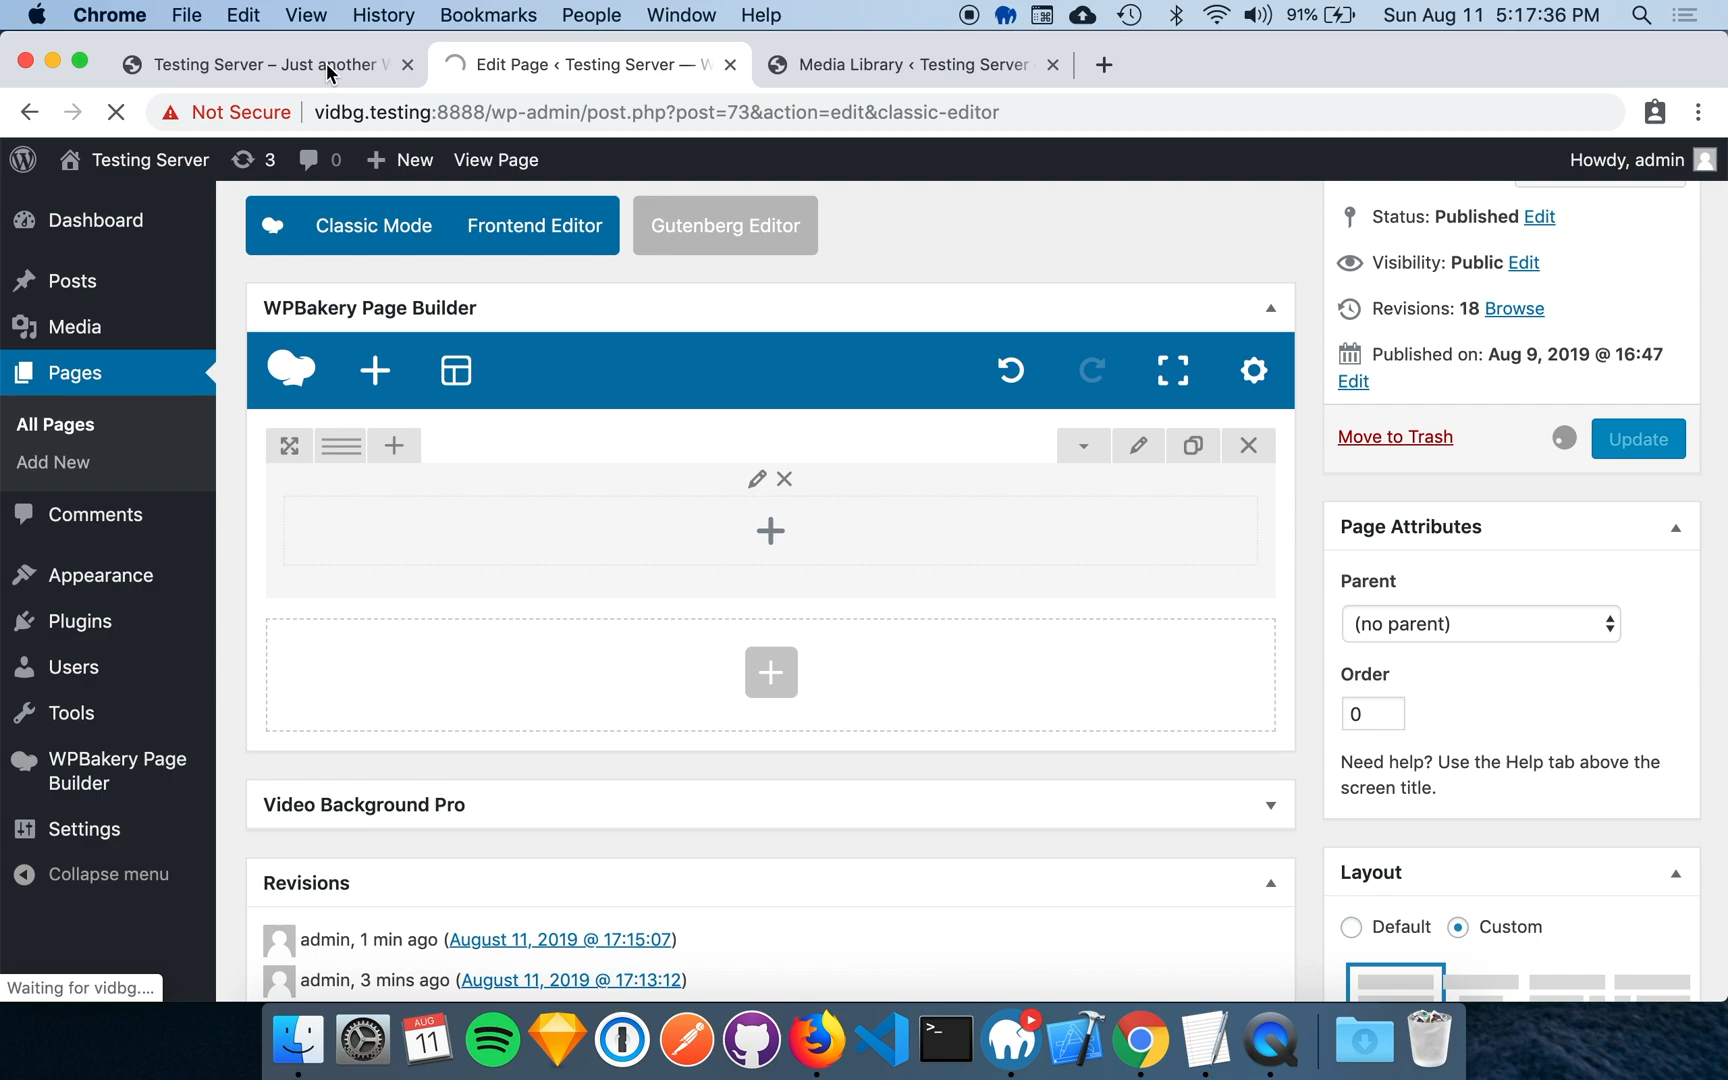 Chrome File Edit View History Bookmarks People Window Help 91% Sun Aug 11 5:17:36 PM
Testing Server – Just another Edit Page ‹ Testing Server — Media Library ‹ Testing Server
Not Secure vidbg.testing:8888/wp-admin/post.php?post=73&action=edit&classic-editor
Testing Server 3 0 New View Page Howdy, admin
Dashboard
Posts
Media
Pages
All Pages
Add New
Comments
Appearance
Plugins
Users
Tools
WPBakery Page
Builder
Settings
Collapse menu
Waiting for vidbg....
Classic Mode Frontend Editor Gutenberg Editor
WPBakery Page Builder
Video Background Pro
Revisions
admin, 1 min ago (August 11, 2019 @ 17:15:07)
admin, 3 mins ago (August 11, 2019 @ 17:13:12)
Status: Published Edit
Visibility: Public Edit
Revisions: 18 Browse
Published on: Aug 9, 2019 @ 16:47
Edit
Move to Trash Update
Page Attributes
Parent
(no parent)
Order
0
Need help? Use the Help tab above the
screen title.
Layout
Default Custom
AUG
11